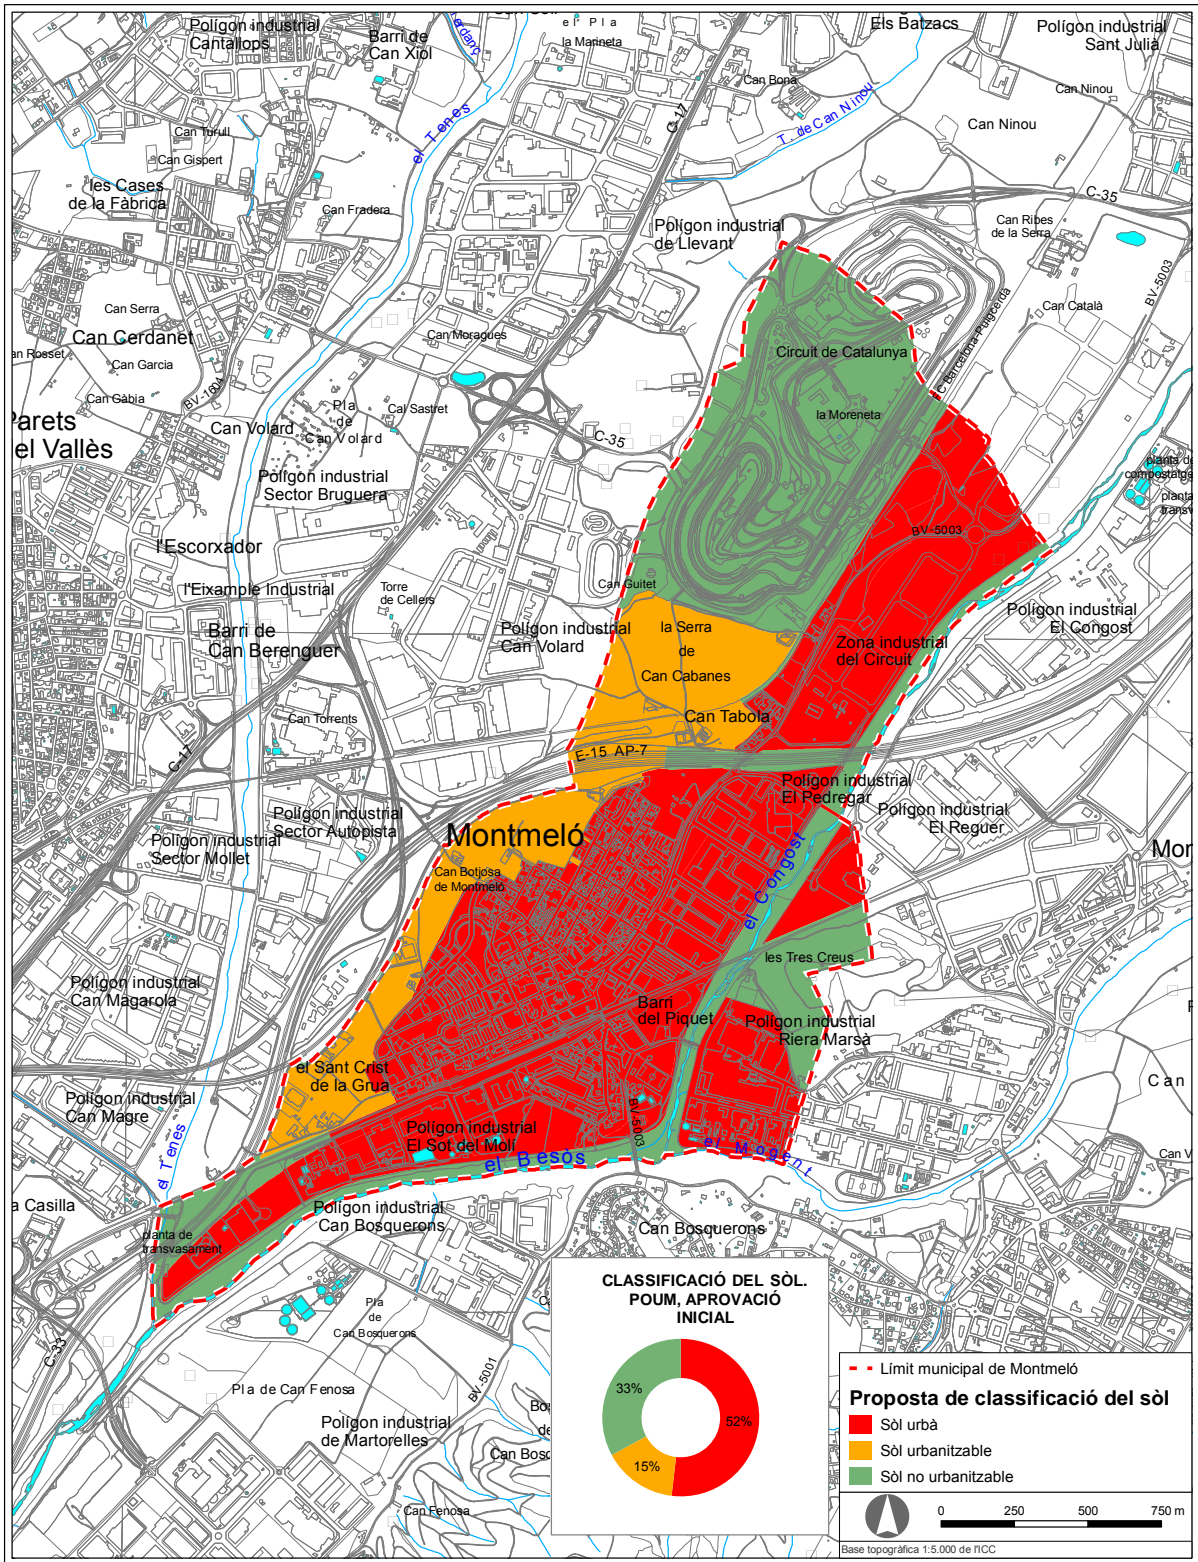 Polígon industrial
Cantallops
Barri de
Can Xiol
el Pla
la Marineta
Els Batzacs
Polígon industrial
Sant Julià
Can Bona
Can Ninou
Can Ninou
T. de Can Ninou
C-17
el Tenes
Can Turull
Can Gispert
les Cases
de la Fàbrica
Can Fradera
Polígon industrial
de Llevant
C-35
Can Ribes
de la Serra
BV-5003
Can Català
Can Serra
Can Cerdanet
Can Garcia
Can Moragues
Circuit de Catalunya
FC Barcelona-Puigcerdà
Can Gàbia
BV-1604
Pla
de
Can Volard
Cal Sastret
la Moreneta
Can Volard
C-35
Parets
el Vallès
Polígon industrial
Sector Bruguera
planta de
compostatge
planta
BV-5003
l'Escorxador
l'Eixample Industrial
Torre
de Cellers
Can Guitet
Polígon industrial
El Congost
Barri de
Can Berenguer
Polígon industrial
Can Volard
la Serra
de
Can Cabanes
Zona industrial
del Circuit
Can Torrents
Can Tabola
C-17
E-15 AP-7
Polígon industrial
El Pedregar
Polígon industrial
Sector Autopista
Polígon industrial
El Reguer
Montmeló
Polígon industrial
Sector Mollet
Mon
Can Botjosa
de Montmeló
el Congost
les Tres Creus
Polígon industrial
Can Magarola
Barri
del Piquet
Polígon industrial
Riera Marsà
el Sant Crist
de la Grua
Can
Polígon industrial
Can Magre
BV-5003
Polígon industrial
El Sot del Molí
el Mogent
el Tenes
el Besòs
Can V
a Casilla
Polígon industrial
Can Bosquerons
Can Bosquerons
planta de
transvasament
Pla
de
Can Bosquerons
C-33
BV-5001
Pla de Can Fenosa
Polígon industrial
de Martorelles
Can Bosc
Can Fenosa
CLASSIFICACIÓ DEL SÒL.
POUM, APROVACIÓ
INICIAL
33%
52%
15%
Límit municipal de Montmeló
Proposta de classificació del sòl
Sòl urbà
Sòl urbanitzable
Sòl no urbanitzable
0 250 500 750 m
Base topogràfica 1:5.000 de l'ICC